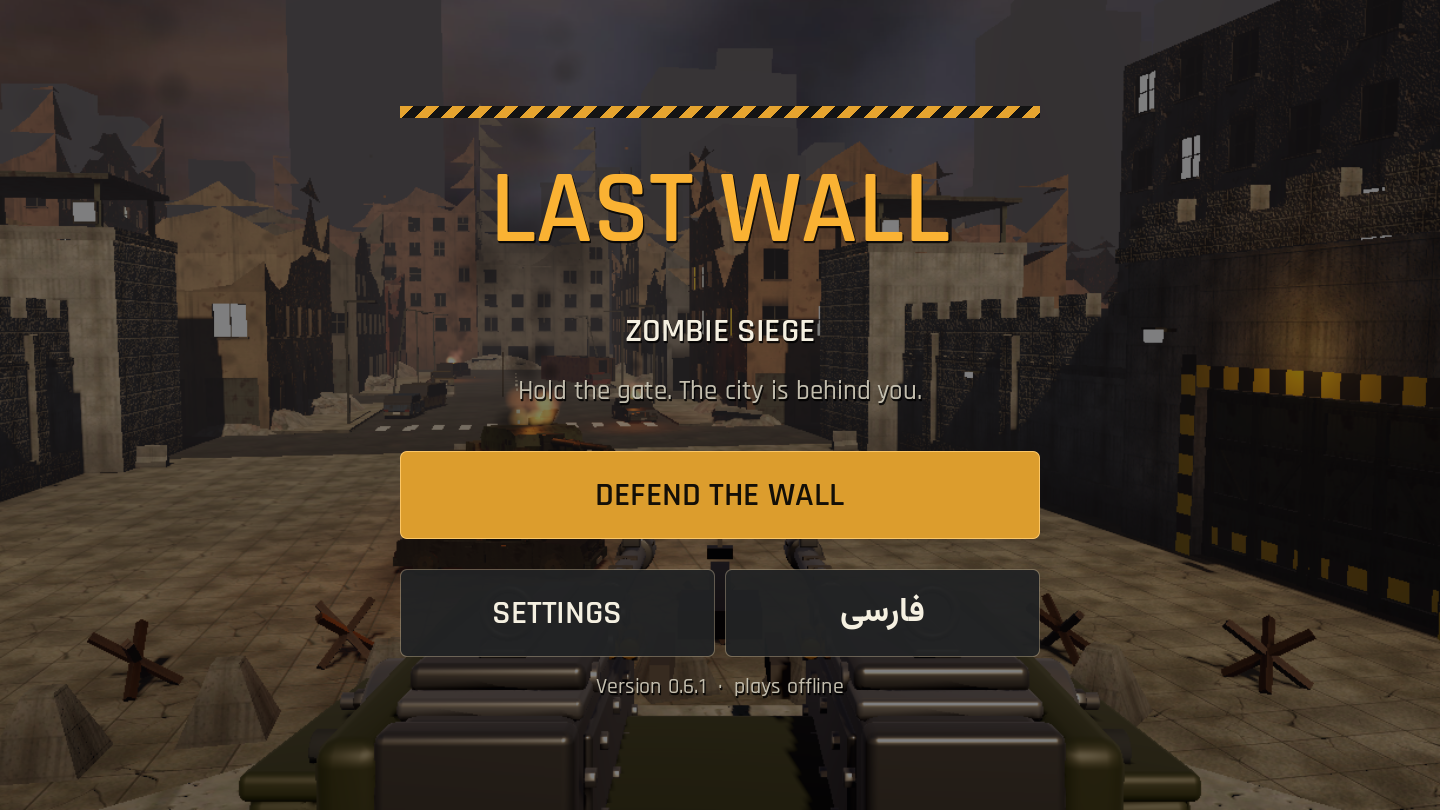 LAST WALL
ZOMBIE SIEGE
Hold the gate. The city is behind you.
DEFEND THE WALL
SETTINGS
فارسی
Version 0.6.1 · plays offline